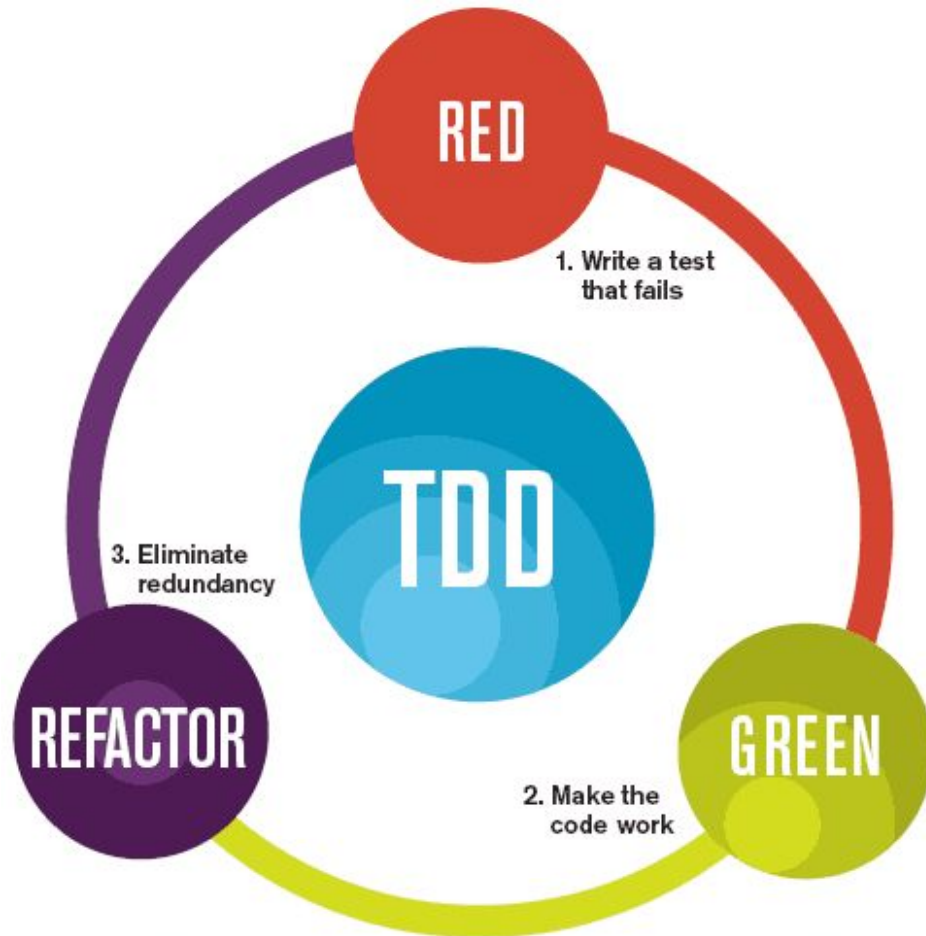 RED
1. Write a test
that fails
TDD
3. Eliminate
redundancy
REFACTOR
GREEN
2. Make the
code work